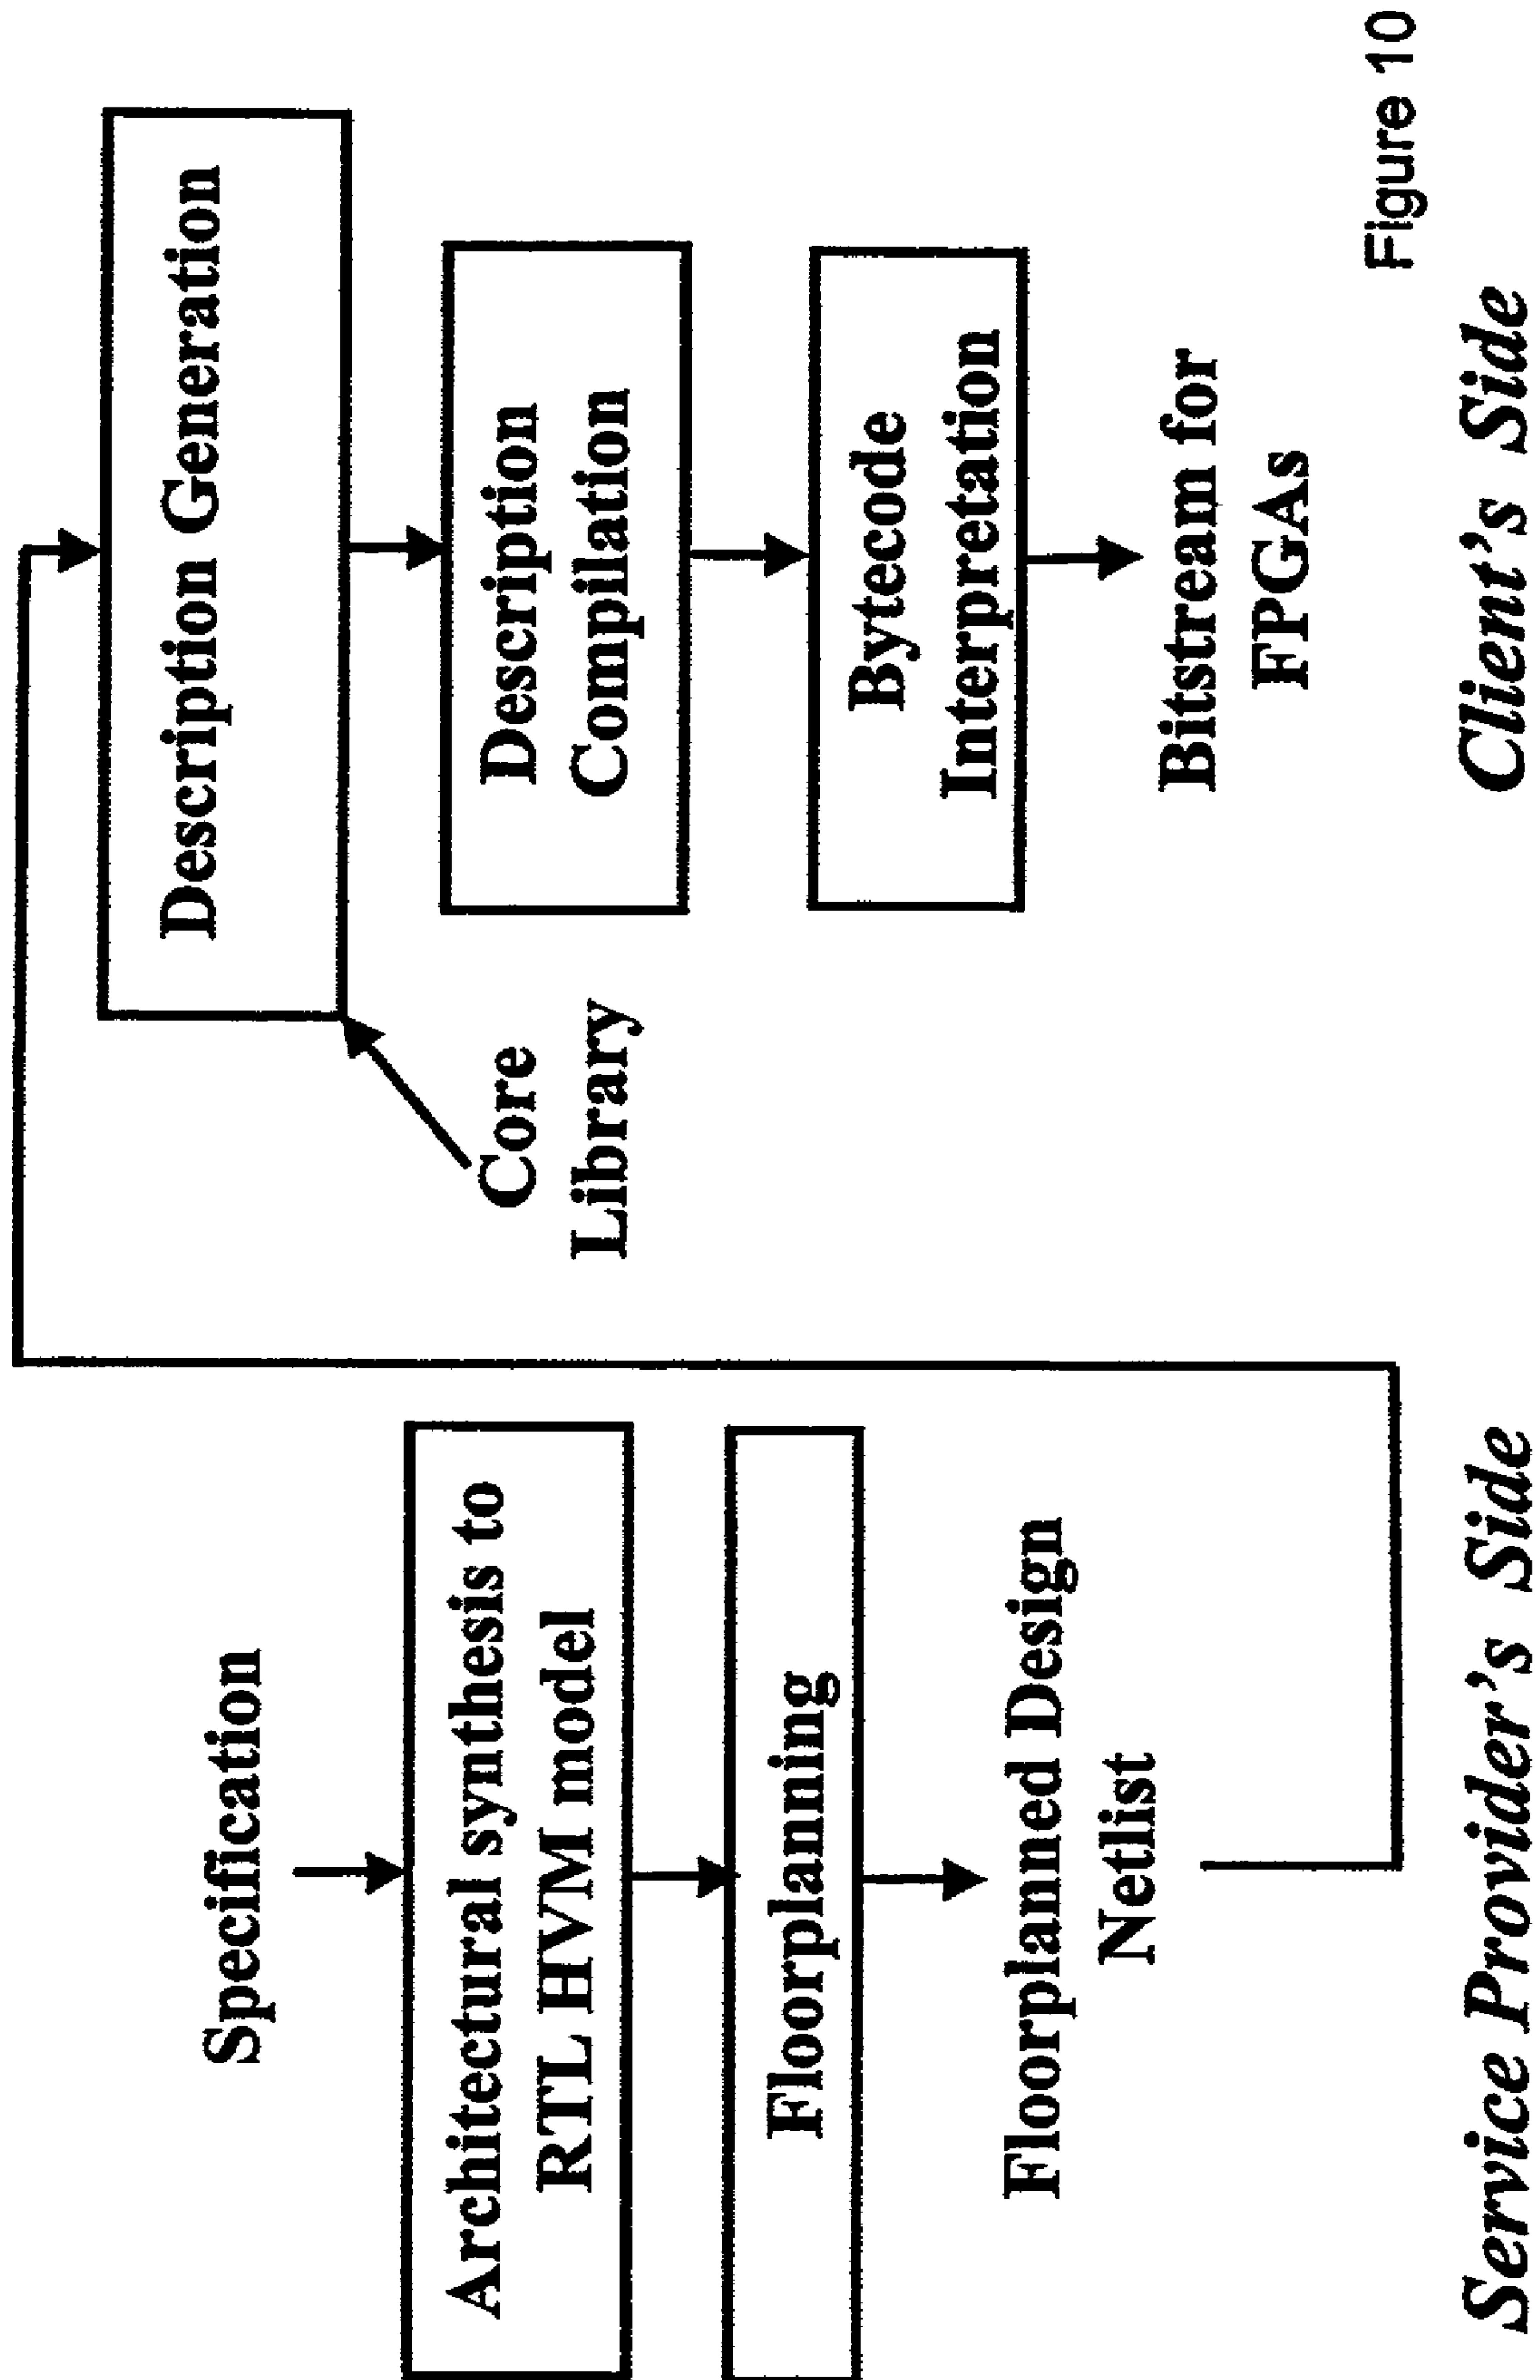 Specification
Architectural synthesis to
RTL HVM model
Floorplanning
Floorplanned Design
Netlist
Service Provider's Side
Description Generation
Core
Library
Description
Compilation
Bytecode
Interpretation
Bitstream for
FPGAs
Client's Side
Figure 10